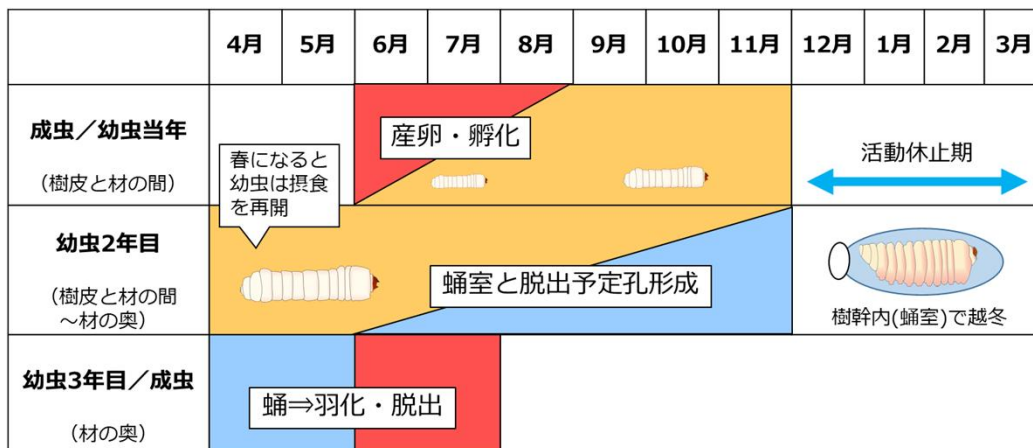 4月 5月 6月 7月 8月 9月 10月 11月 12月 1月 2月 3月
成虫／幼虫当年
（樹皮と材の間）
春になると
幼虫は摂食
を再開
産卵・孵化
活動休止期
幼虫2年目
（樹皮と材の間
～材の奥）
蛹室と脱出予定孔形成
樹幹内(蛹室)で越冬
幼虫3年目／成虫
（材の奥）
蛹⇒羽化・脱出